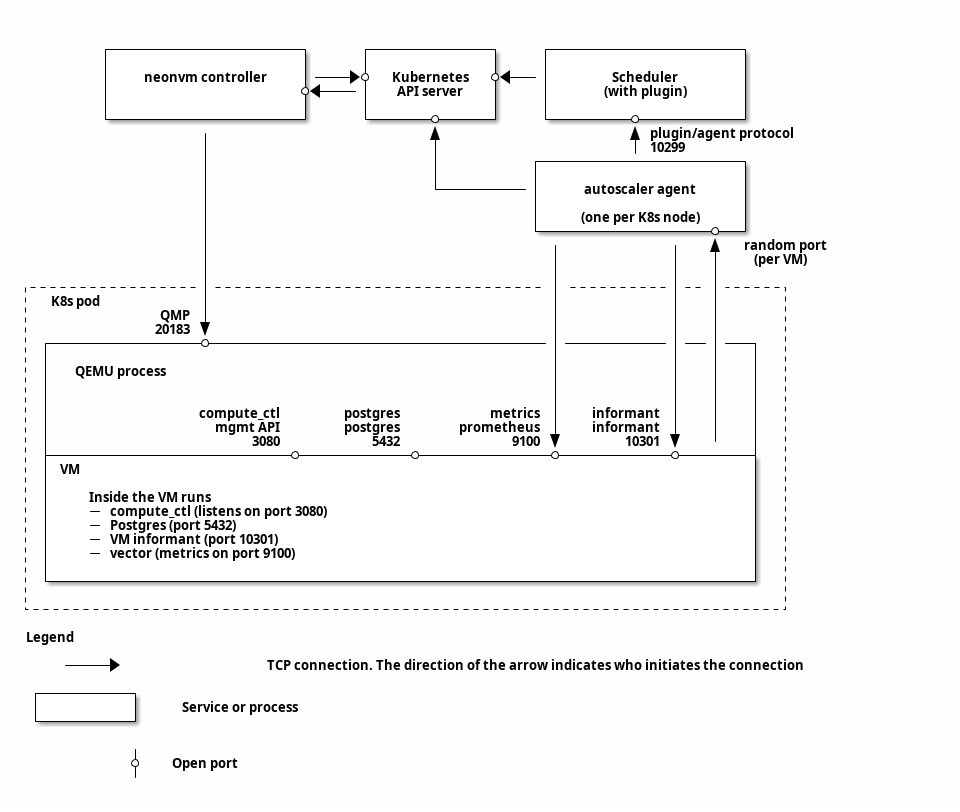 neonvm controller
Kubernetes
API server
Scheduler
(with plugin)
plugin/agent protocol
10299
autoscaler agent
(one per K8s node)
random port
(per VM)
K8s pod
QMP
20183
QEMU process
compute_ctl
mgmt API
3080
postgres
postgres
5432
metrics
prometheus
9100
informant
informant
10301
VM
Inside the VM runs
— compute_ctl (listens on port 3080)
— Postgres (port 5432)
— VM informant (port 10301)
— vector (metrics on port 9100)
Legend
TCP connection. The direction of the arrow indicates who initiates the connection
Service or process
Open port